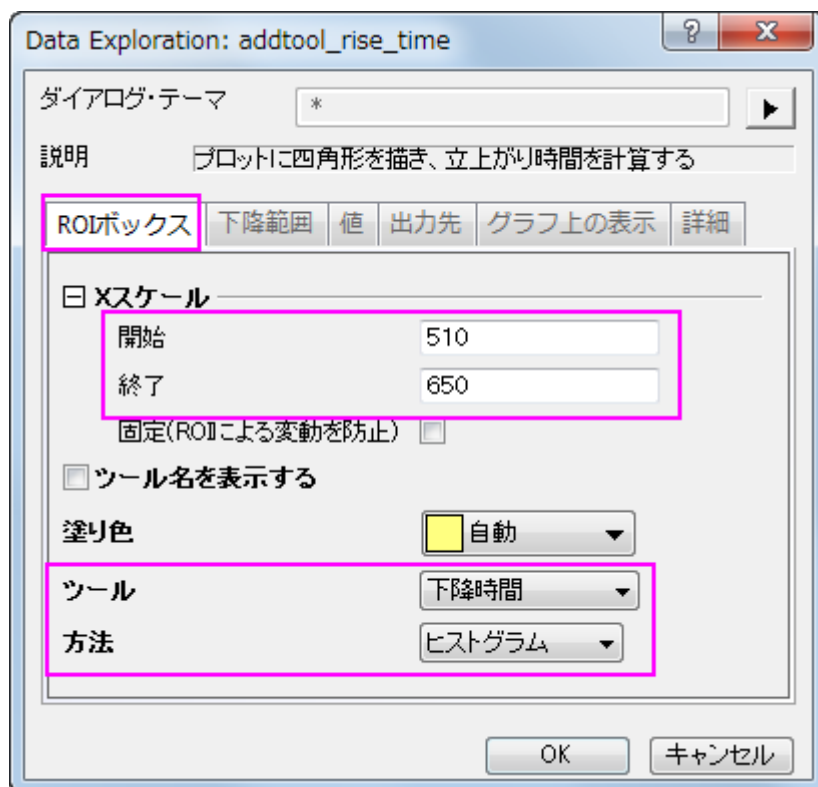 Data Exploration: addtool_rise_time
ダイアログ・テーマ *
説明 プロットに四角形を描き、立上がり時間を計算する
ROIボックス 下降範囲 値 出力先 グラフ上の表示 詳細
Xスケール
開始 510
終了 650
固定(ROIによる変動を防止)
ツール名を表示する
塗り色 自動
ツール 下降時間
方法 ヒストグラム
OK キャンセル